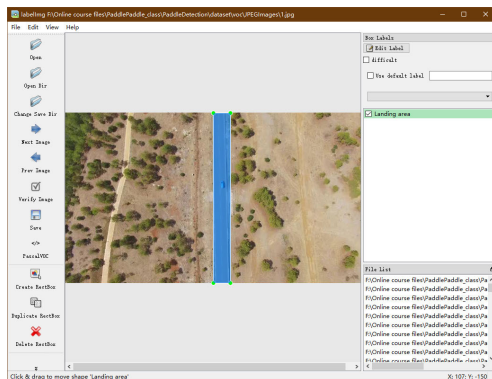 labelImg F:\Online course files\PaddlePaddle_class\PaddleDetection\dataset\voc\JPEGImages\1.jpg
File Edit View Help
Open
Open Dir
Change Save Dir
Next Image
Prev Image
Verify Image
Save
</>
PascalVOC
Create RectBox
Duplicate RectBox
Delete RectBox
Box Labels
Edit Label
difficult
Use default label
Landing area
File List
F:\Online course files\PaddlePaddle_class\Pa
F:\Online course files\PaddlePaddle_class\Pa
F:\Online course files\PaddlePaddle_class\Pa
F:\Online course files\PaddlePaddle_class\Pa
F:\Online course files\PaddlePaddle_class\Pa
F:\Online course files\PaddlePaddle_class\Pa
F:\Online course files\PaddlePaddle_class\Pa
F:\Online course files\PaddlePaddle_class\Pa
F:\Online course files\PaddlePaddle_class\Pa
F:\Online course files\PaddlePaddle_class\Pa
Click & drag to move shape 'Landing area'
X: 107; Y: -150